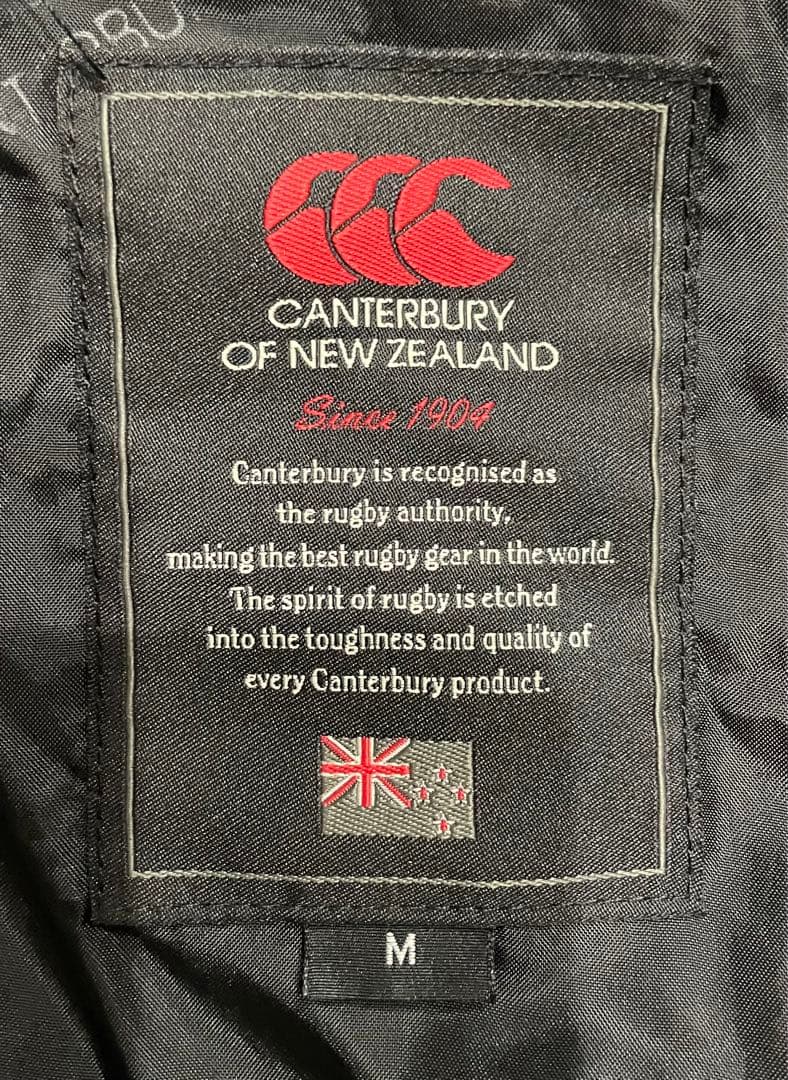 CANTERBURY
OF NEW ZEALAND
Since 1904
Canterbury is recognised as
the rugby authority,
making the best rugby gear in the world.
The spirit of rugby is etched
into the toughness and quality of
every Canterbury product.
M